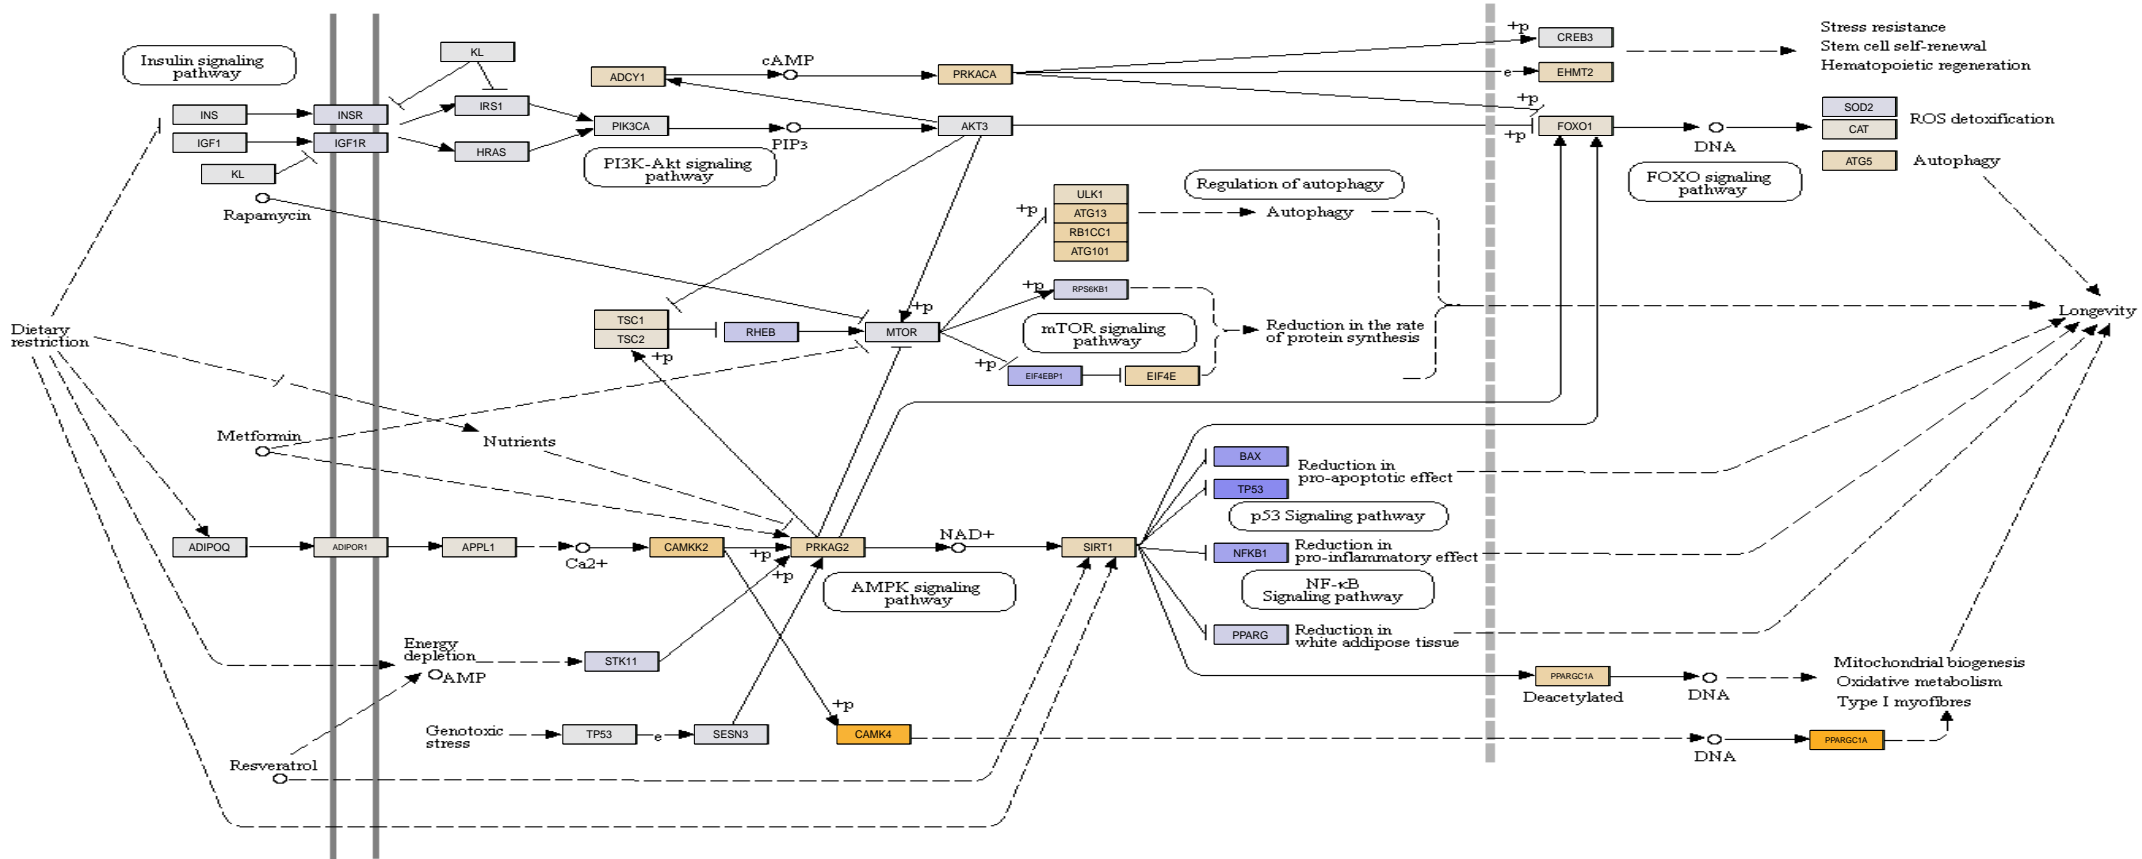 Insulin signaling
pathway
KL
INS
INSR
IRS1
IGF1
IGF1R
HRAS
KL
Rapamycin
ADCY1
cAMP
PRKACA
PIK3CA
PIP3
AKT3
PI3K-Akt signaling
pathway
+p
CREB3
e
EHMT2
+p
+p
FOXO1
DNA
FOXO signaling
pathway
Stress resistance
Stem cell self-renewal
Hematopoietic regeneration
SOD2
CAT
ROS detoxification
ATG5
Autophagy
+p
ULK1
ATG13
RB1CC1
ATG101
Regulation of autophagy
Autophagy
+p
RPS6KB1
mTOR signaling
pathway
Reduction in the rate
of protein synthesis
+p
EIF4EBP1
EIF4E
TSC1
TSC2
+p
RHEB
+p
MTOR
Longevity
Dietary
restriction
Metformin
Nutrients
ADIPOQ
ADIPOR1
APPL1
Ca2+
CAMKK2
+p
+p
PRKAG2
NAD+
SIRT1
AMPK signaling
pathway
BAX
TP53
Reduction in
pro-apoptotic effect
p53 Signaling pathway
NFKB1
Reduction in
pro-inflammatory effect
NF-κB
Signaling pathway
PPARG
Reduction in
white addipose tissue
Energy
depletion
AMP
STK11
Genotoxic
stress
TP53
e
SESN3
+p
CAMK4
Resveratrol
PPARGC1A
Deacetylated
DNA
Mitochondrial biogenesis
Oxidative metabolism
Type I myofibres
DNA
PPARGC1A